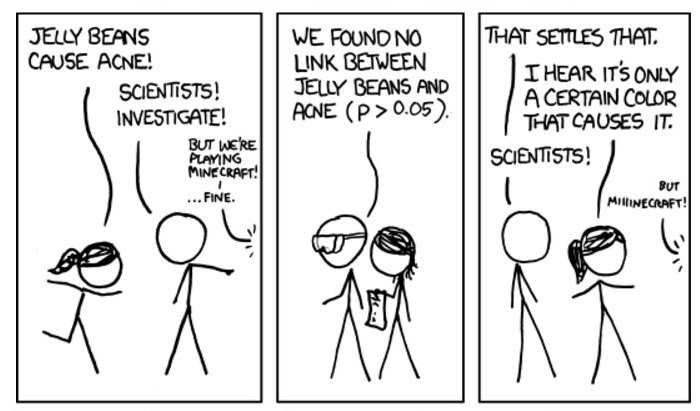 JELLY BEANS
CAUSE ACNE!
SCIENTISTS!
INVESTIGATE!
BUT WE'RE
PLAYING
MINECRAFT!
...FINE.
WE FOUND NO
LINK BETWEEN
JELLY BEANS AND
ACNE (P > 0.05).
THAT SETTLES THAT.
I HEAR IT'S ONLY
A CERTAIN COLOR
THAT CAUSES IT.
SCIENTISTS!
BUT
MIIIINECRAFT!